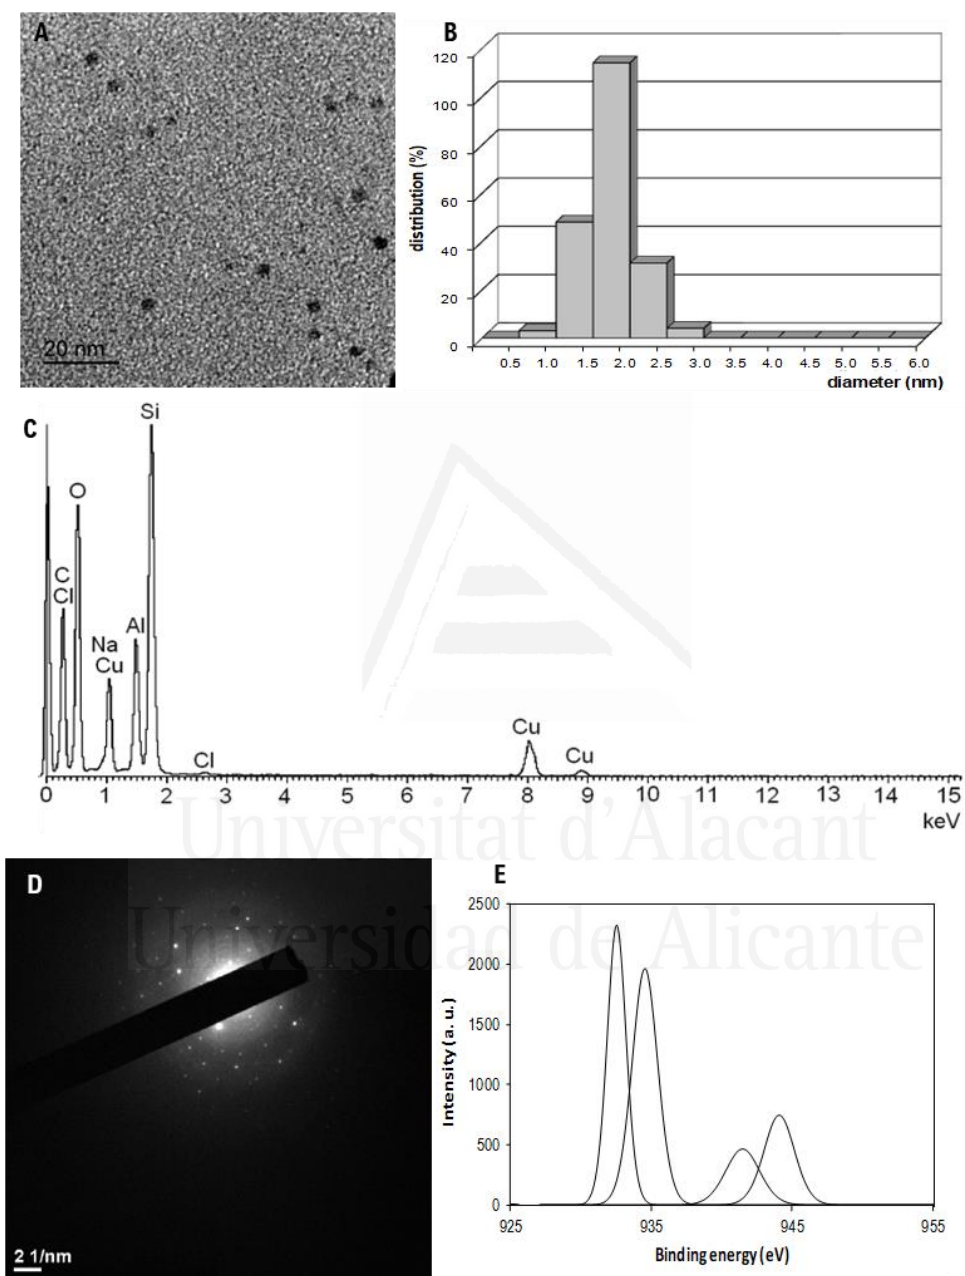 A
20 nm
B
distribution (%)
120
100
80
60
40
20
0
0.5 1.0 1.5 2.0 2.5 3.0 3.5 4.0 4.5 5.0 5.5 6.0
diameter (nm)
C
Si
O
C
Cl
Al
Na
Cu
Cl
Cu
Cu
0 1 2 3 4 5 6 7 8 9 10 11 12 13 14 15
keV
Universitat d'Alacant
Universidad de Alicante
D
2 1/nm
E
Intensity (a. u.)
2500
2000
1500
1000
500
0
925 935 945 955
Binding energy (eV)